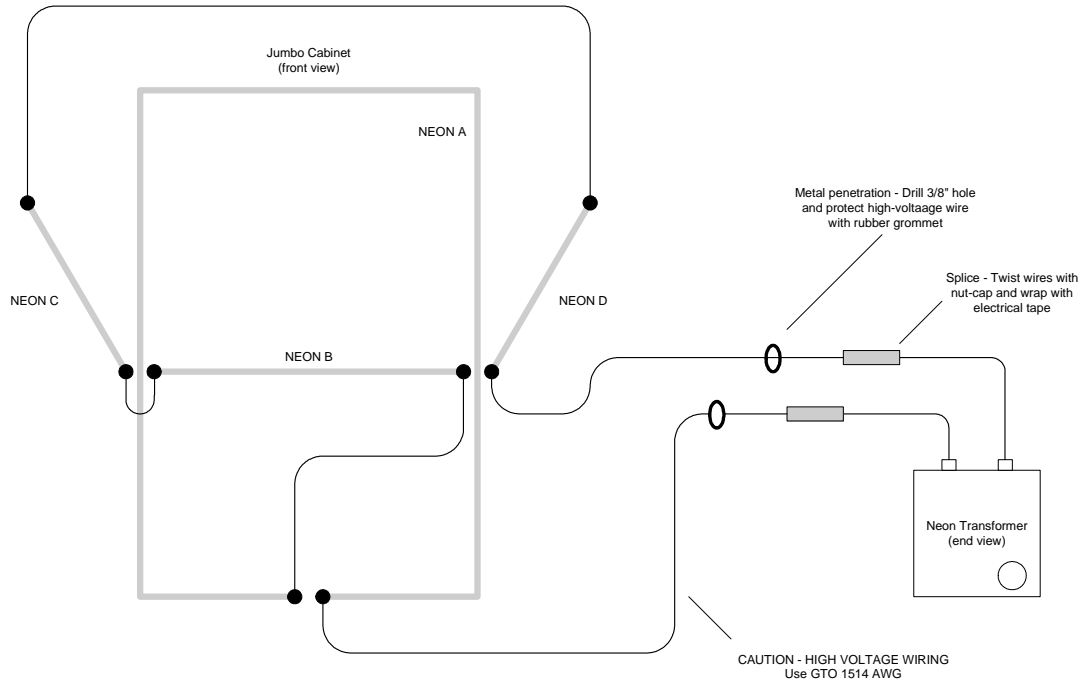 Jumbo Cabinet
(front view)
NEON A
Metal penetration - Drill 3/8" hole
and protect high-voltaage wire
with rubber grommet
Splice - Twist wires with
nut-cap and wrap with
electrical tape
NEON C
NEON D
NEON B
Neon Transformer
(end view)
CAUTION - HIGH VOLTAGE WIRING
Use GTO 1514 AWG